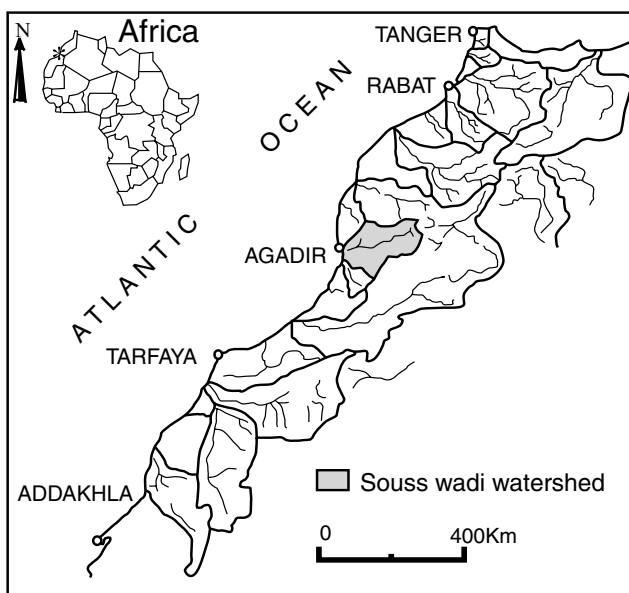 N
Africa
ATLANTIC OCEAN
TANGER
RABAT
AGADIR
TARFAYA
ADDAKHLA
Souss wadi watershed
0 400Km